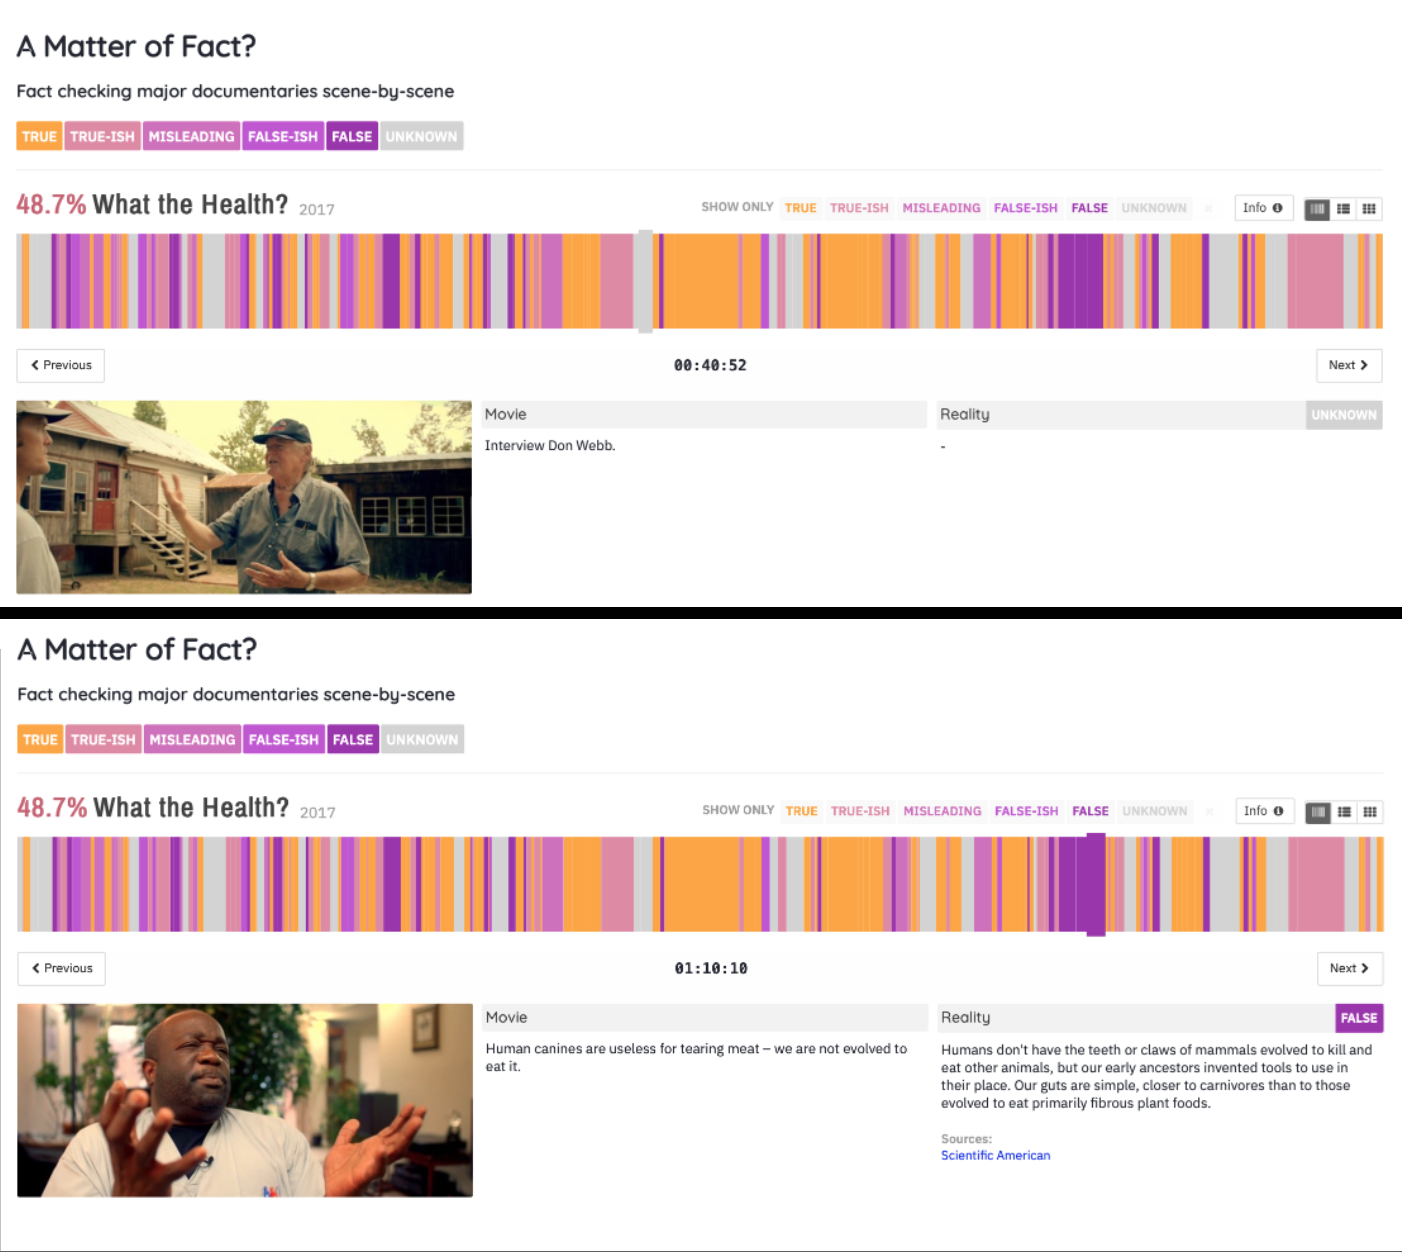 A Matter of Fact?
Fact checking major documentaries scene-by-scene
TRUE TRUE-ISH MISLEADING FALSE-ISH FALSE UNKNOWN
48.7% What the Health? 2017 SHOW ONLY TRUE TRUE-ISH MISLEADING FALSE-ISH FALSE UNKNOWN Info
Previous 00:40:52 Next
Movie
Interview Don Webb.
Reality UNKNOWN
-
A Matter of Fact?
Fact checking major documentaries scene-by-scene
TRUE TRUE-ISH MISLEADING FALSE-ISH FALSE UNKNOWN
48.7% What the Health? 2017 SHOW ONLY TRUE TRUE-ISH MISLEADING FALSE-ISH FALSE UNKNOWN Info
Previous 01:10:10 Next
Movie
Human canines are useless for tearing meat – we are not evolved to
eat it.
Reality FALSE
Humans don't have the teeth or claws of mammals evolved to kill and
eat other animals, but our early ancestors invented tools to use in
their place. Our guts are simple, closer to carnivores than to those
evolved to eat primarily fibrous plant foods.
Sources:
Scientific American